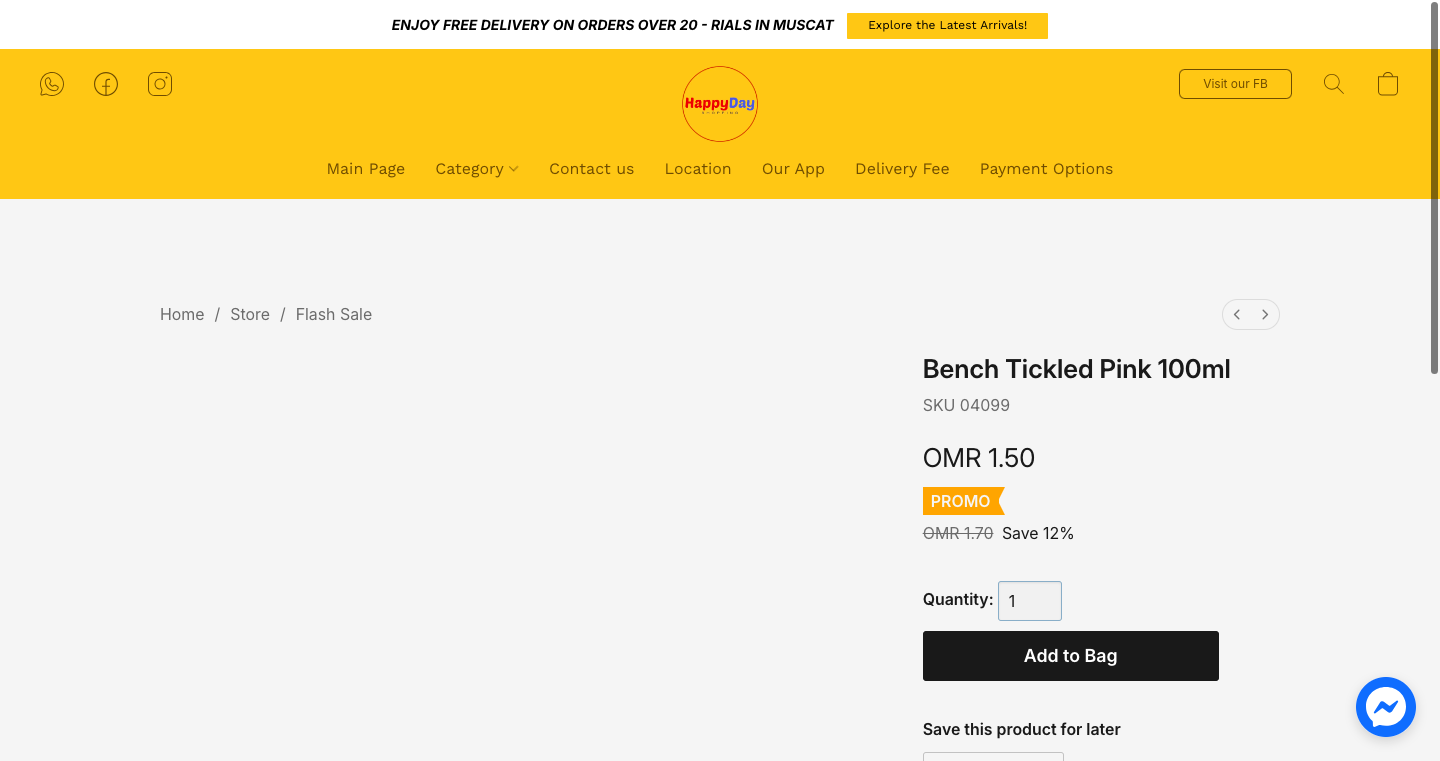 ENJOY FREE DELIVERY ON ORDERS OVER 20 - RIALS IN MUSCAT
Explore the Latest Arrivals!
HappyDay
SHOPPING
Visit our FB
Main Page
Category
Contact us
Location
Our App
Delivery Fee
Payment Options
Home / Store / Flash Sale
Bench Tickled Pink 100ml
SKU 04099
OMR 1.50
PROMO
OMR 1.70 Save 12%
Quantity: 1
Add to Bag
Save this product for later